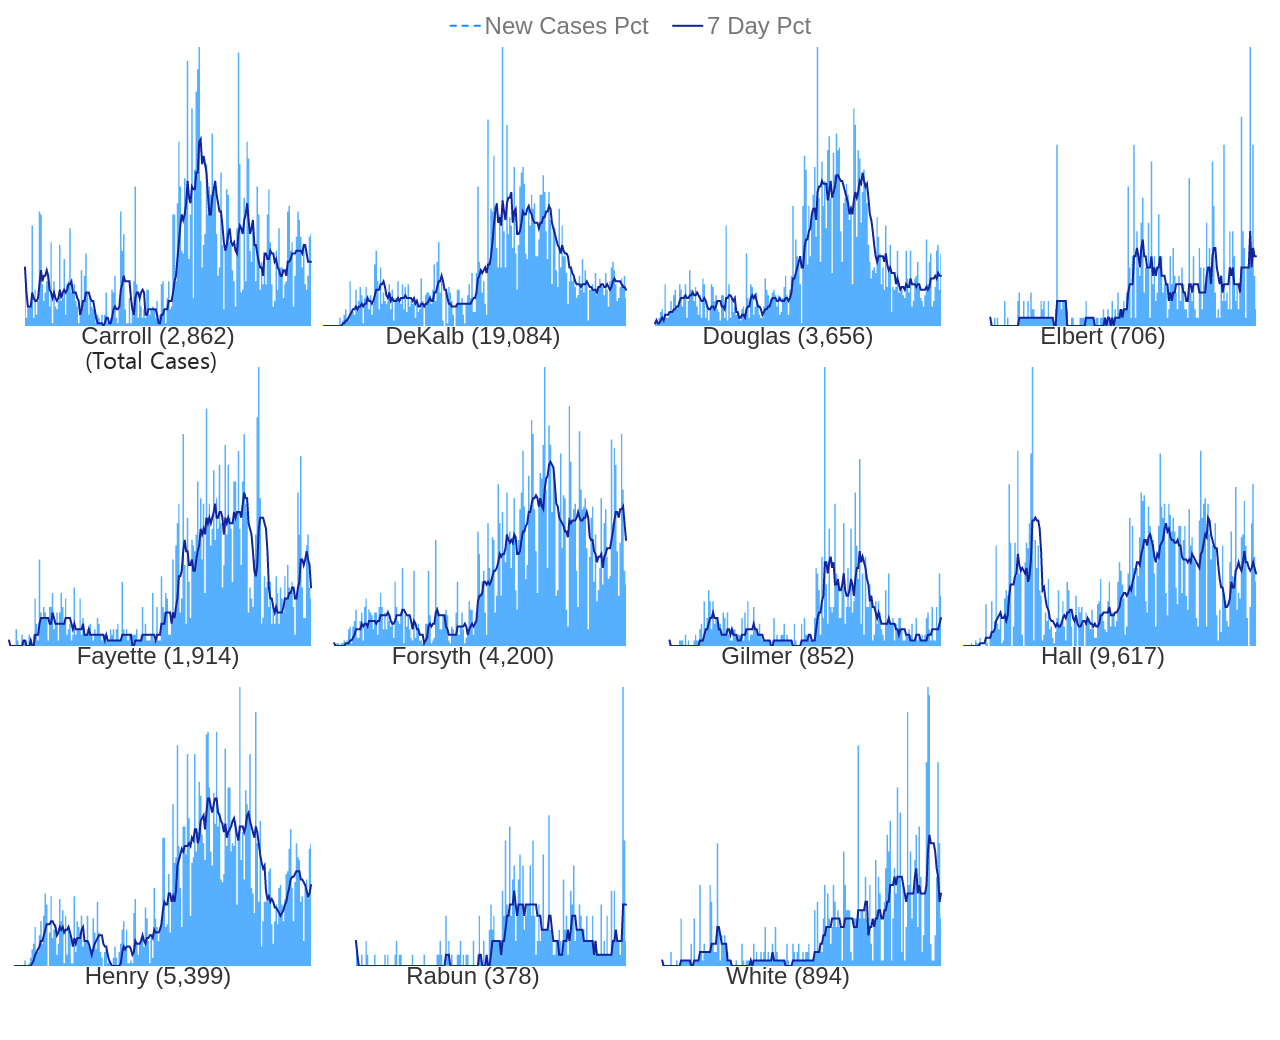 New Cases Pct 7 Day Pct
Carroll (2,862) DeKalb (19,084) Douglas (3,656) Elbert (706)
(Total Cases)
Fayette (1,914) Forsyth (4,200) Gilmer (852) Hall (9,617)
Henry (5,399) Rabun (378) White (894)